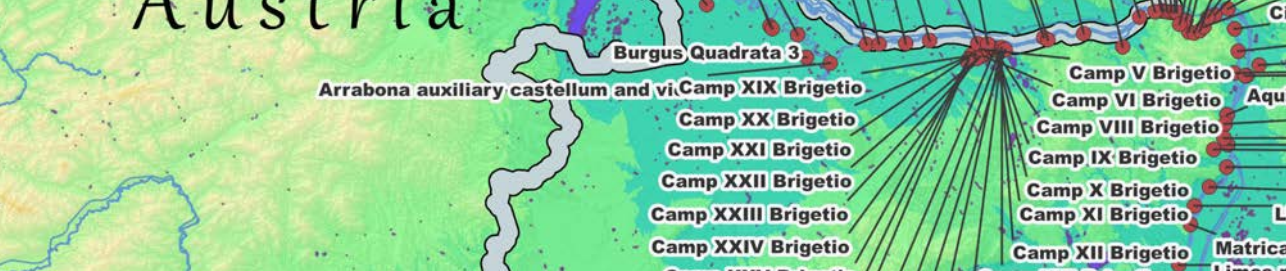 Austria
Burgus Quadrata 3
Arrabona auxiliary castellum and
Camp XIX Brigetio
Camp XX Brigetio
Camp XXI Brigetio
Camp XXII Brigetio
Camp XXIII Brigetio
Camp XXIV Brigetio
Camp V Brigetio
Camp VI Brigetio
Camp VIII Brigetio
Camp IX Brigetio
Camp X Brigetio
Camp XI Brigetio
Camp XII Brigetio